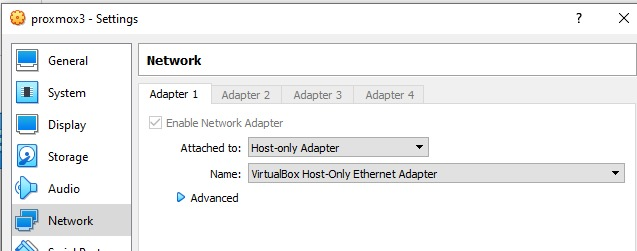 proxmox3 - Settings
?
General
System
Display
Storage
Audio
Network
Network
Adapter 1 Adapter 2 Adapter 3 Adapter 4
Enable Network Adapter
Attached to: Host-only Adapter
Name: VirtualBox Host-Only Ethernet Adapter
Advanced